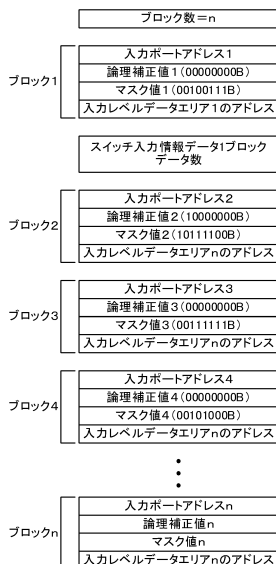 ブロック数＝n
ブロック1
入力ポートアドレス1
論理補正値1(00000000B)
マスク値1(00100111B)
入力レベルデータエリア1のアドレス
スイッチ入力情報データ1ブロック
データ数
ブロック2
入力ポートアドレス2
論理補正値2(10000000B)
マスク値2(10111100B)
入力レベルデータエリアnのアドレス
ブロック3
入力ポートアドレス3
論理補正値3(00000000B)
マスク値3(00111111B)
入力レベルデータエリアnのアドレス
ブロック4
入力ポートアドレス4
論理補正値4(00000000B)
マスク値4(00101000B)
入力レベルデータエリアnのアドレス
ブロックn
入力ポートアドレスn
論理補正値n
マスク値n
入力レベルデータエリアnのアドレス